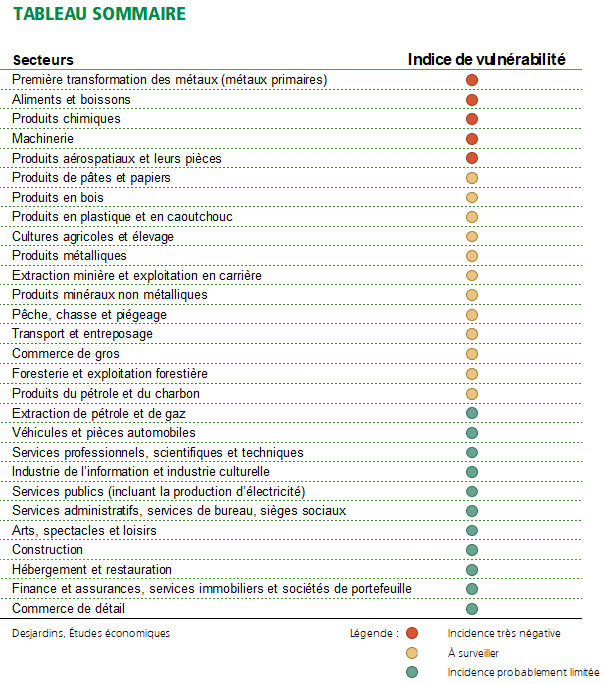 TABLEAU SOMMAIRE
Secteurs Indice de vulnérabilité
Première transformation des métaux (métaux primaires)
Aliments et boissons
Produits chimiques
Machinerie
Produits aérospatiaux et leurs pièces
Produits de pâtes et papiers
Produits en bois
Produits en plastique et en caoutchouc
Cultures agricoles et élevage
Produits métalliques
Extraction minière et exploitation en carrière
Produits minéraux non métalliques
Pêche, chasse et piégeage
Transport et entreposage
Commerce de gros
Foresterie et exploitation forestière
Produits du pétrole et du charbon
Extraction de pétrole et de gaz
Véhicules et pièces automobiles
Services professionnels, scientifiques et techniques
Industrie de l'information et industrie culturelle
Services publics (incluant la production d'électricité)
Services administratifs, services de bureau, sièges sociaux
Arts, spectacles et loisirs
Construction
Hébergement et restauration
Finance et assurances, services immobiliers et sociétés de portefeuille
Commerce de détail
Desjardins, Études économiques Légende : Incidence très négative
À surveiller
Incidence probablement limitée